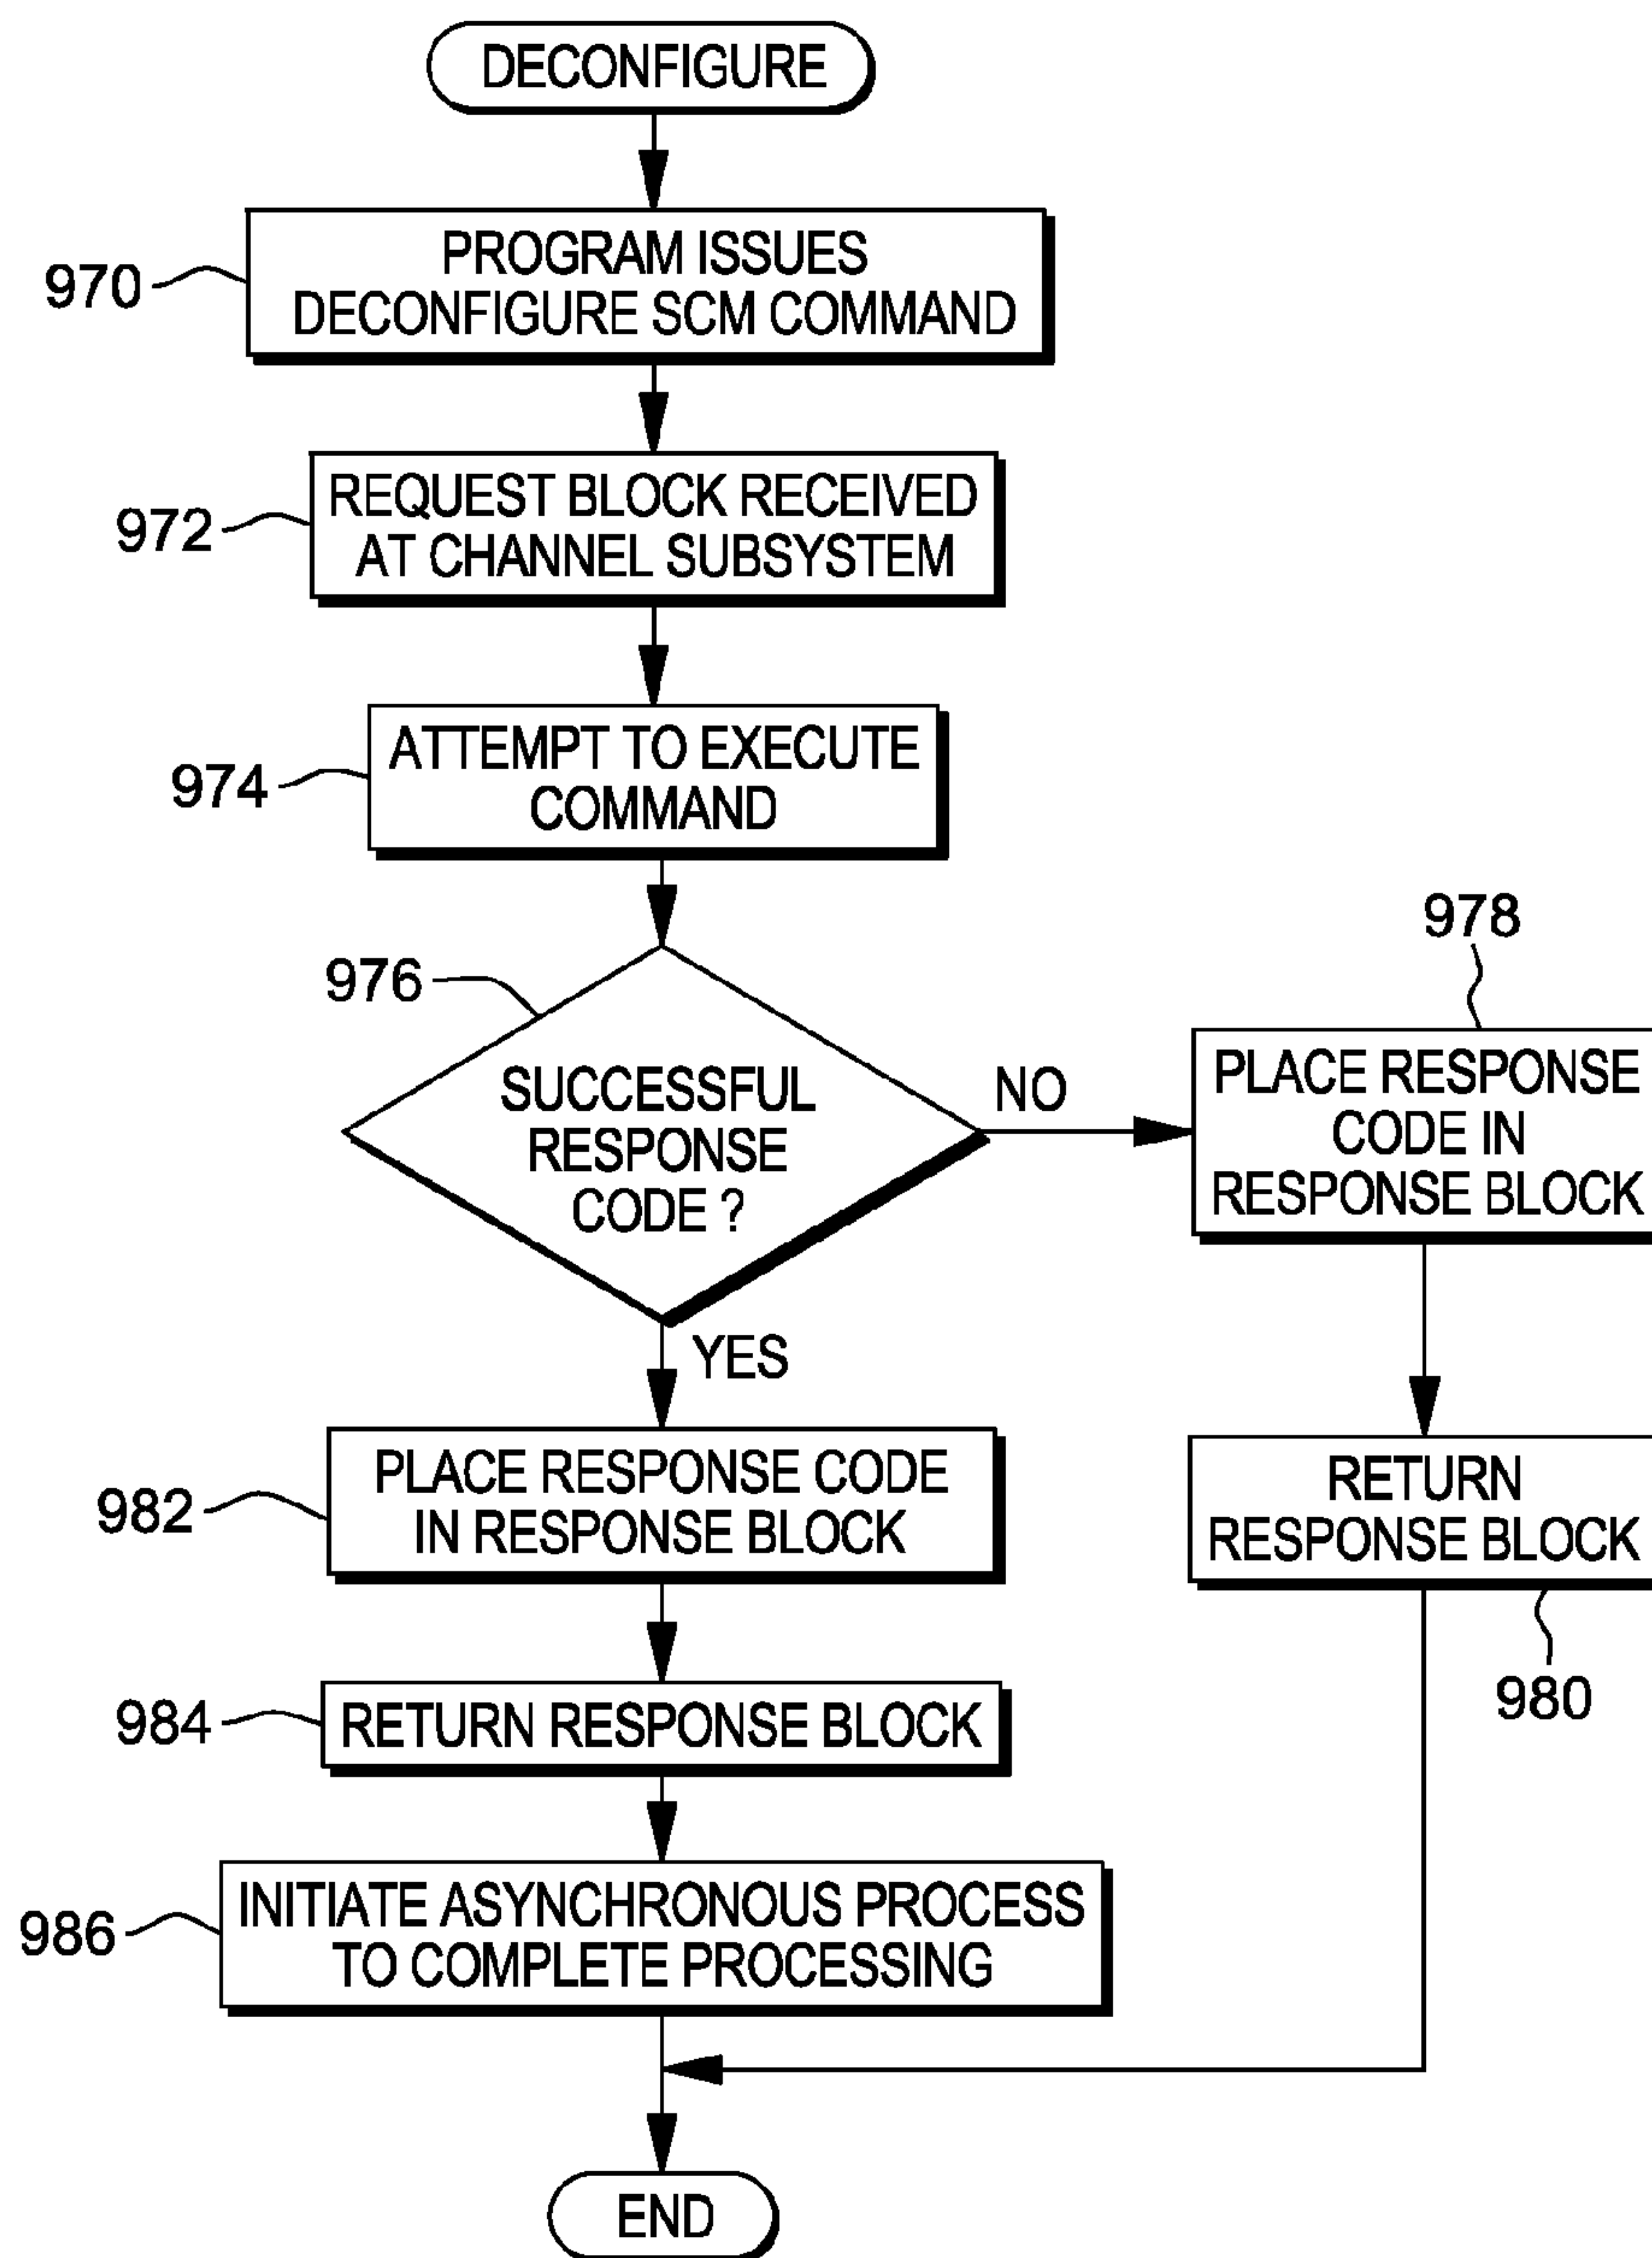 DECONFIGURE
970
PROGRAM ISSUES
DECONFIGURE SCM COMMAND
972
REQUEST BLOCK RECEIVED
AT CHANNEL SUBSYSTEM
974
ATTEMPT TO EXECUTE
COMMAND
976
SUCCESSFUL
RESPONSE
CODE ?
NO
978
PLACE RESPONSE
CODE IN
RESPONSE BLOCK
YES
982
PLACE RESPONSE CODE
IN RESPONSE BLOCK
RETURN
RESPONSE BLOCK
980
984
RETURN RESPONSE BLOCK
986
INITIATE ASYNCHRONOUS PROCESS
TO COMPLETE PROCESSING
END